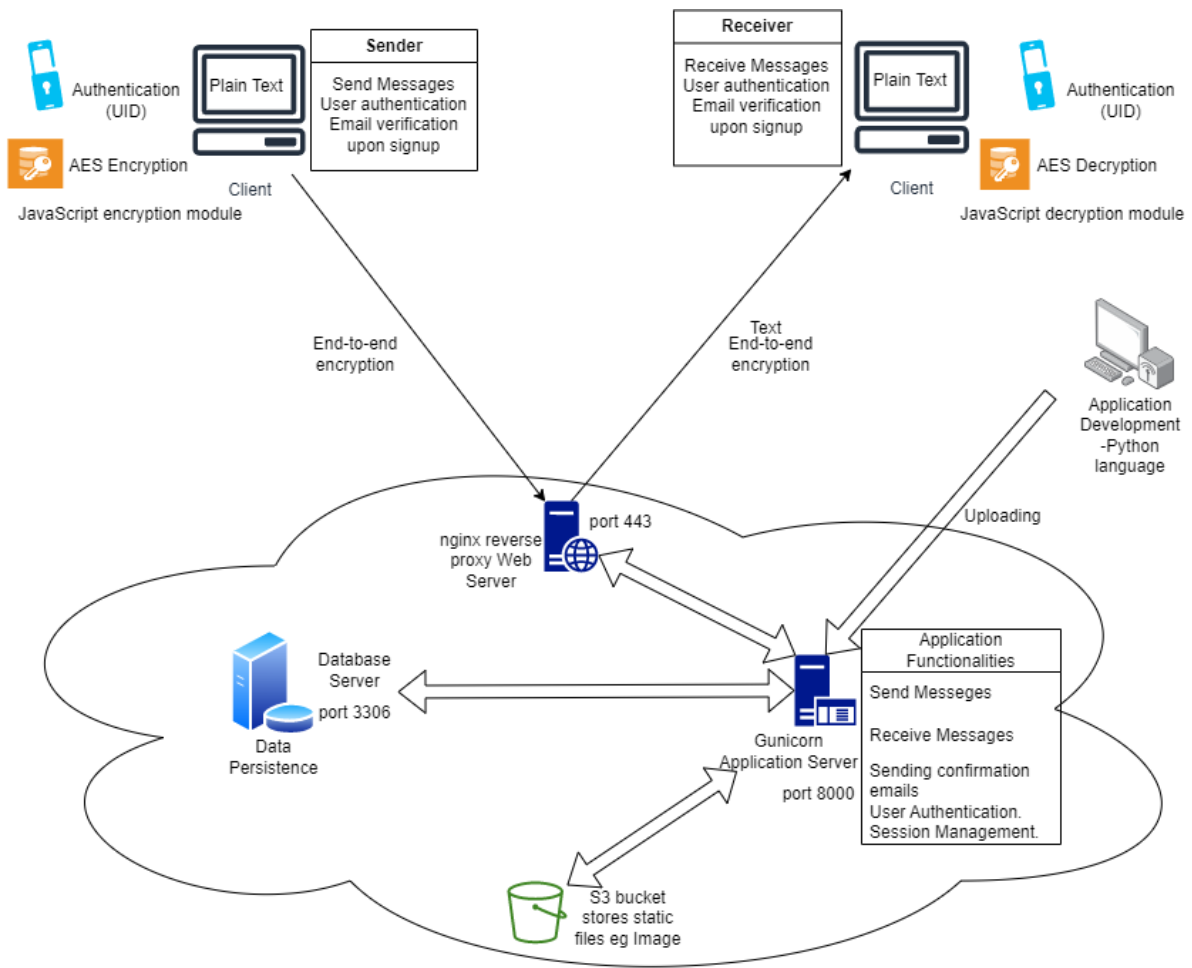 Sender
Plain Text
Send Messages
User authentication
Email verification
upon signup
Authentication
(UID)
AES Encryption
Client
JavaScript encryption module
Receiver
Receive Messages
User authentication
Email verification
upon signup
Plain Text
Authentication
(UID)
AES Decryption
Client
JavaScript decryption module
End-to-end
encryption
Text
End-to-end
encryption
Application
Development
-Python
language
Uploading
port 443
nginx reverse
proxy Web
Server
Database
Server
port 3306
Data
Persistence
Gunicorn
Application Server
port 8000
Application
Functionalities
Send Messeges
Receive Messages
Sending confirmation
emails
User Authentication.
Session Management.
S3 bucket
stores static
files eg Image